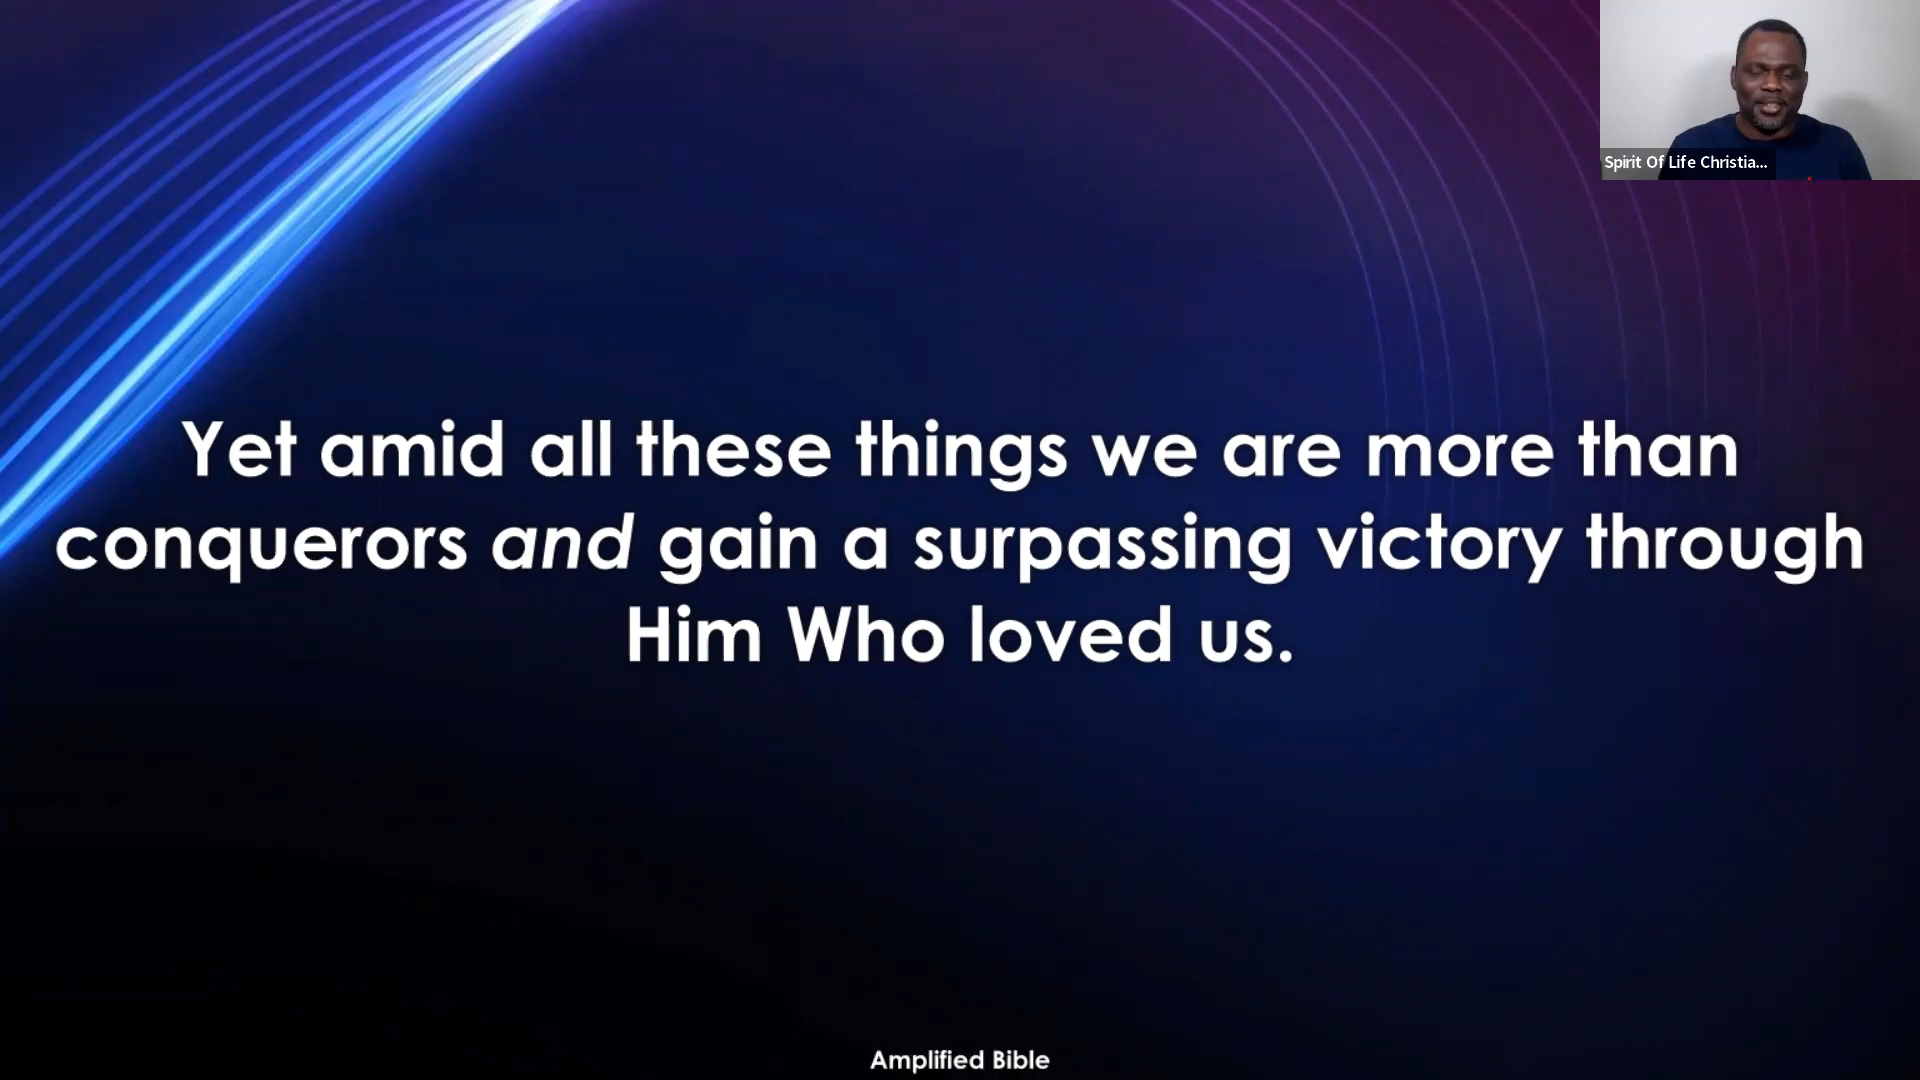 Spirit Of Life Christia...
Yet amid all these things we are more than
conquerors and gain a surpassing victory through
Him Who loved us.
Amplified Bible